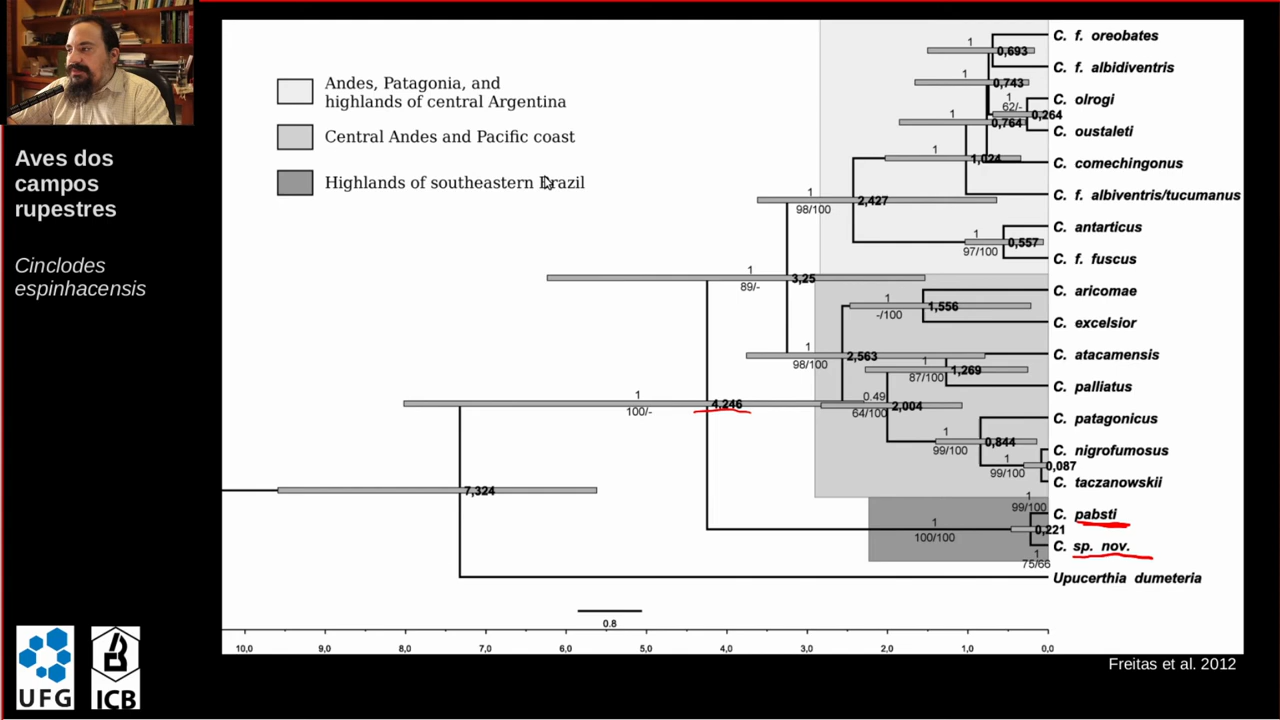 Aves dos
campos
rupestres
Cinclodes
espinhacensis
UFG
ICB
Andes, Patagonia, and
highlands of central Argentina
Central Andes and Pacific coast
Highlands of southeastern Brazil
C. f. oreobates
C. f. albidiventris
C. olrogi
C. oustaleti
C. comechingonus
C. f. albiventris/tucumanus
C. antarticus
C. f. fuscus
C. aricomae
C. excelsior
C. atacamensis
C. palliatus
C. patagonicus
C. nigrofumosus
C. taczanowskii
C. pabsti
C. sp. nov.
Upucerthia dumeteria
1
0,693
1
0,743
1
62/-
0,264
1
0,764
1
1,024
1
98/100
2,427
1
97/100
0,557
1
89/-
3,25
1
-/100
1,556
1
98/100
2,563
1
87/100
1,269
0.49
64/100
2,004
1
100/-
4,246
1
99/100
0,844
1
99/100
0,087
7,324
1
99/100
0,221
1
100/100
1
75/66
0.8
10,0 9,0 8,0 7,0 6,0 5,0 4,0 3,0 2,0 1,0 0,0
Freitas et al. 2012